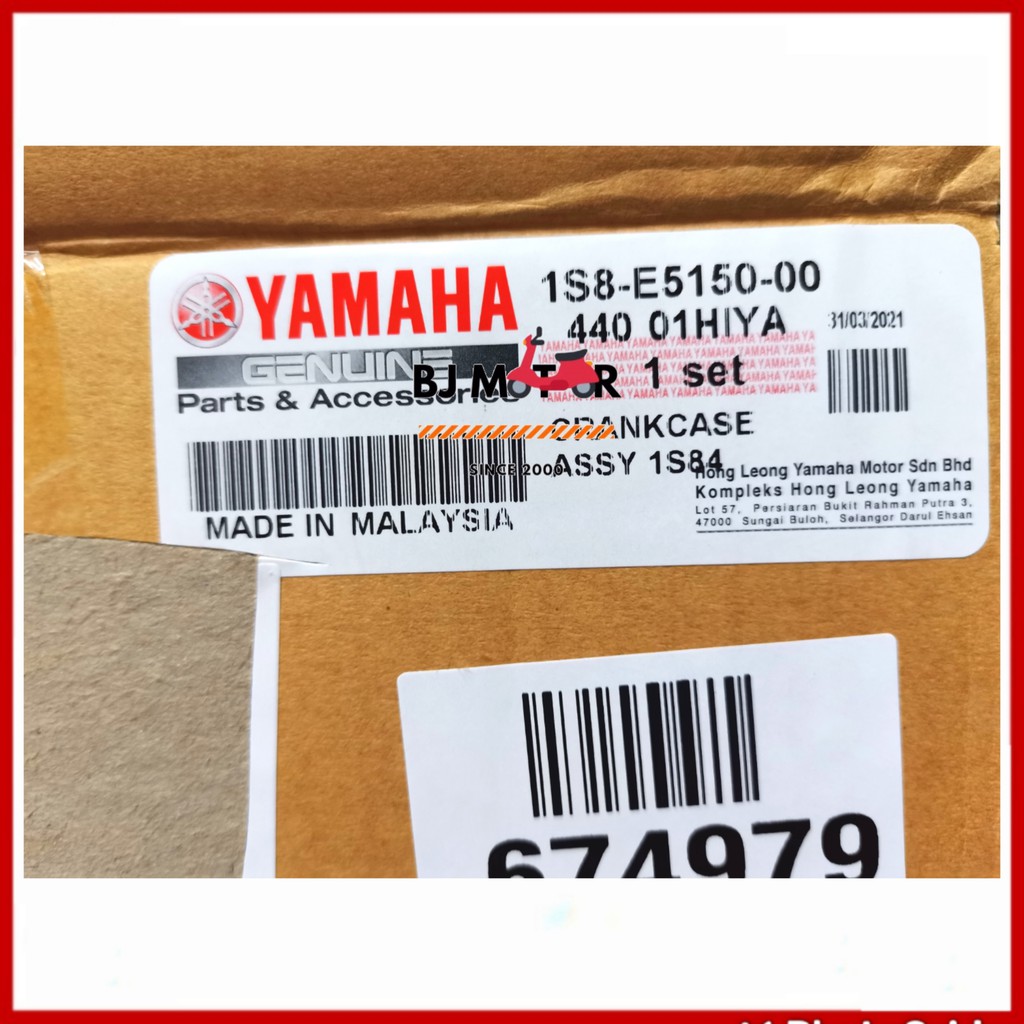 YAMAHA
GENUINE
Parts & Accessories
1S8-E5150-00
440 01HIYA
31/03/2021
1 set
CRANKCASE
ASSY 1S84
BJ MOTOR
SINCE 2000
MADE IN MALAYSIA
Hong Leong Yamaha Motor Sdn Bhd
Kompleks Hong Leong Yamaha
Lot 57, Persiaran Bukit Rahman Putra 3,
47000 Sungai Buloh, Selangor Darul Ehsan
674979